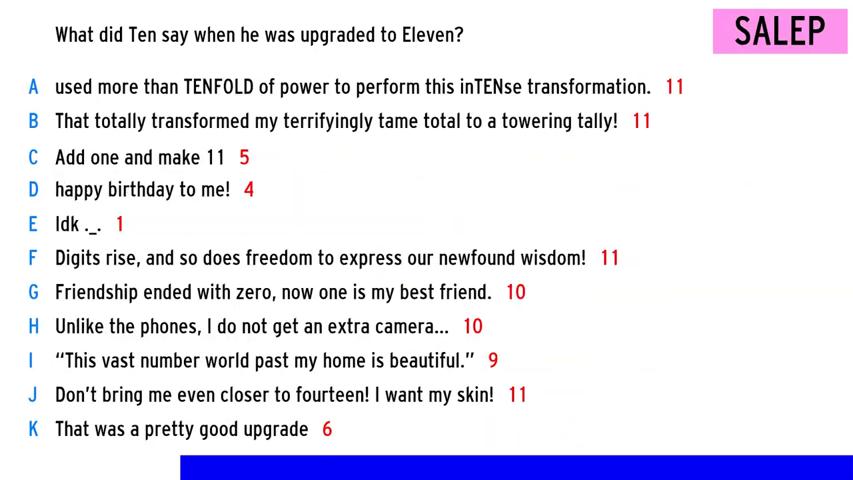 What did Ten say when he was upgraded to Eleven?
SALEP
A used more than TENFOLD of power to perform this inTENse transformation. 11
B That totally transformed my terrifyingly tame total to a towering tally! 11
C Add one and make 11 5
D happy birthday to me! 4
E Idk ._. 1
F Digits rise, and so does freedom to express our newfound wisdom! 11
G Friendship ended with zero, now one is my best friend. 10
H Unlike the phones, I do not get an extra camera... 10
I “This vast number world past my home is beautiful.” 9
J Don't bring me even closer to fourteen! I want my skin! 11
K That was a pretty good upgrade 6